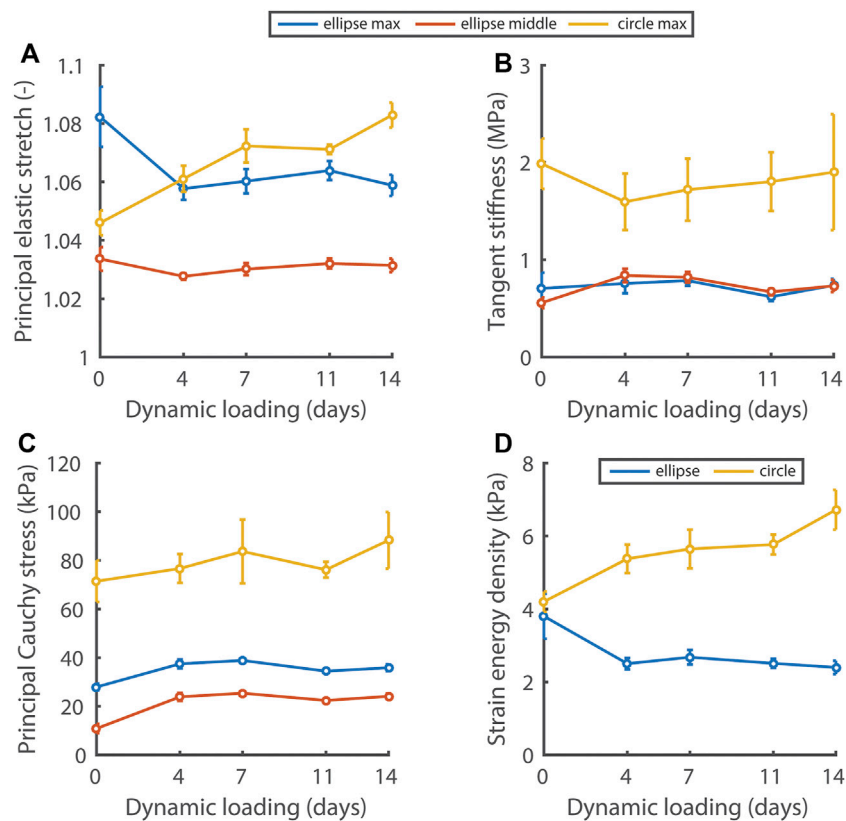 ellipse max ellipse middle circle max
A
Principal elastic stretch (-)
1.1
1.08
1.06
1.04
1.02
1
0 4 7 11 14
Dynamic loading (days)
B
Tangent stiffness (MPa)
3
2
1
0
0 4 7 11 14
Dynamic loading (days)
C
Principal Cauchy stress (kPa)
120
100
80
60
40
20
0
0 4 7 11 14
Dynamic loading (days)
D
ellipse circle
Strain energy density (kPa)
8
6
4
2
0
0 4 7 11 14
Dynamic loading (days)